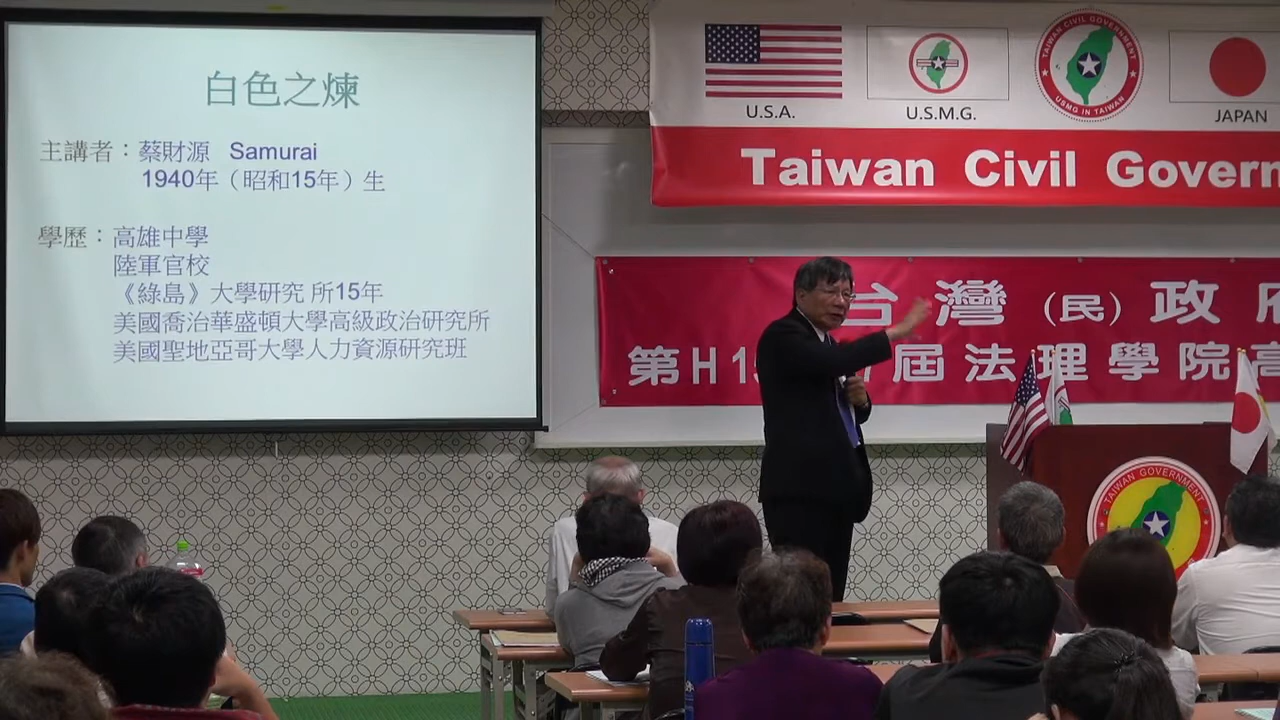 白色之煉
主講者：蔡財源 Samurai
1940年（昭和15年）生
學歷：高雄中學
陸軍官校
《綠島》大學研究 所15年
美國喬治華盛頓大學高級政治研究所
美國聖地亞哥大學人力資源研究班
U.S.A.
U.S.M.G.
TAIWAN CIVIL GOVERNMENT
USMG IN TAIWAN
JAPAN
Taiwan Civil Govern
台灣（民）政府
第H1 屆法理學院高
TAIWAN GOVERNMENT